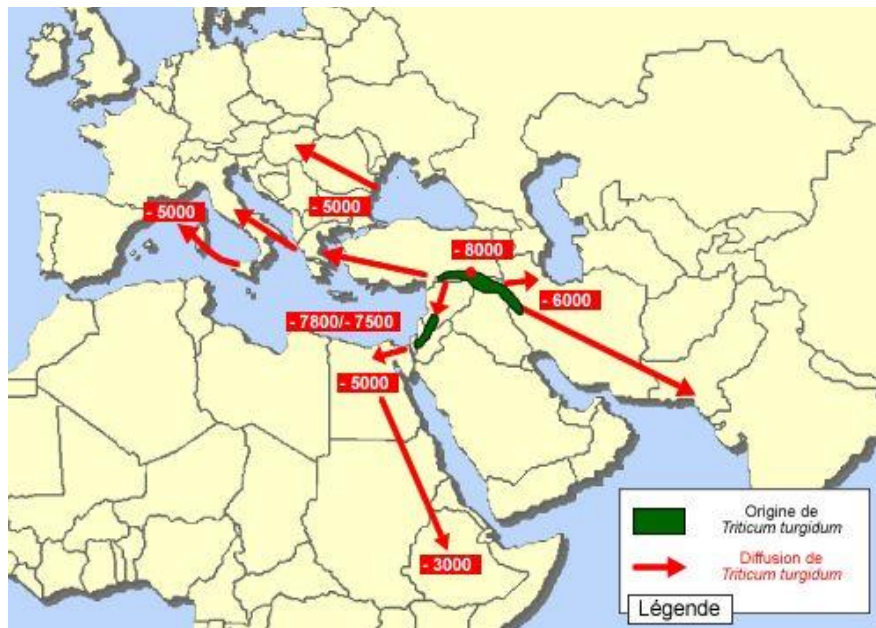 - 5000
- 5000
- 8000
- 6000
- 7800/- 7500
- 5000
- 3000
Origine de
Triticum turgidum
Diffusion de
Triticum turgidum
Légende